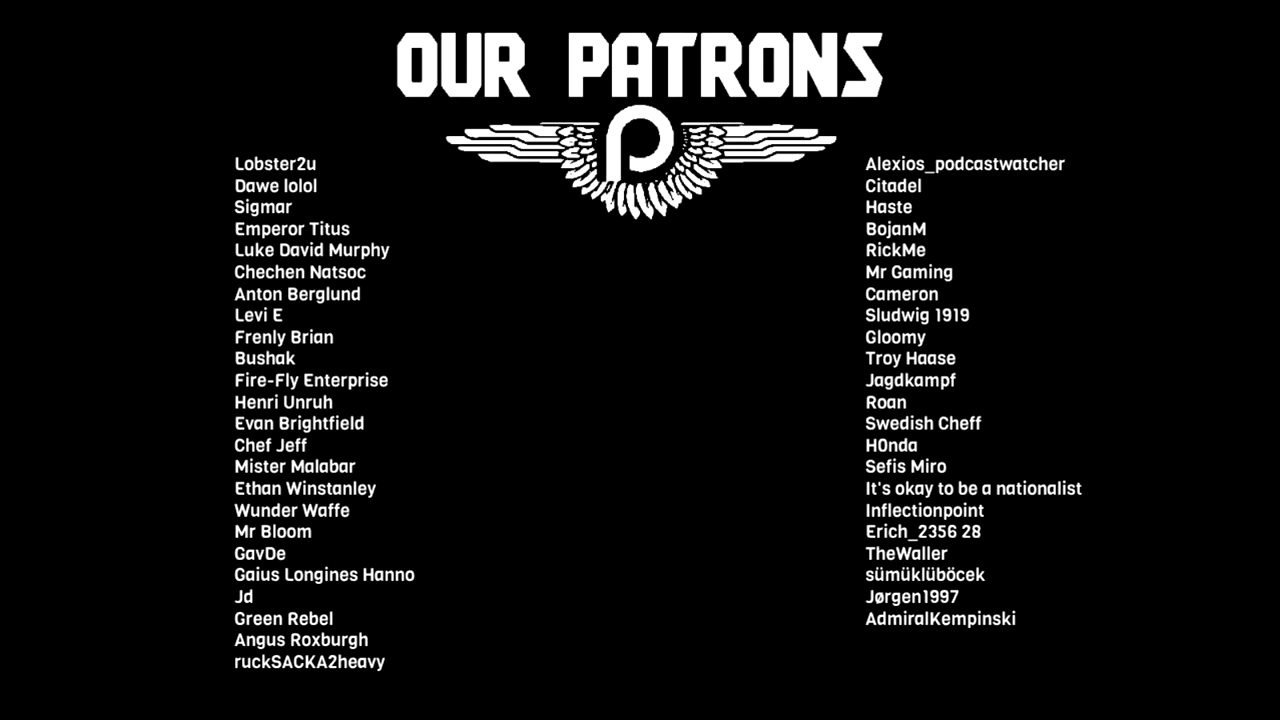 OUR PATRONS
Lobster2u
Dawe lolol
Sigmar
Emperor Titus
Luke David Murphy
Chechen Natsoc
Anton Berglund
Levi E
Frenly Brian
Bushak
Fire-Fly Enterprise
Henri Unruh
Evan Brightfield
Chef Jeff
Mister Malabar
Ethan Winstanley
Wunder Waffe
Mr Bloom
GavDe
Gaius Longines Hanno
Jd
Green Rebel
Angus Roxburgh
ruckSACKA2heavy
Alexios_podcastwatcher
Citadel
Haste
BojanM
RickMe
Mr Gaming
Cameron
Sludwig 1919
Gloomy
Troy Haase
Jagdkampf
Roan
Swedish Cheff
H0nda
Sefis Miro
It's okay to be a nationalist
Inflectionpoint
Erich_2356 28
TheWaller
sümüklüböcek
Jørgen1997
AdmiralKempinski